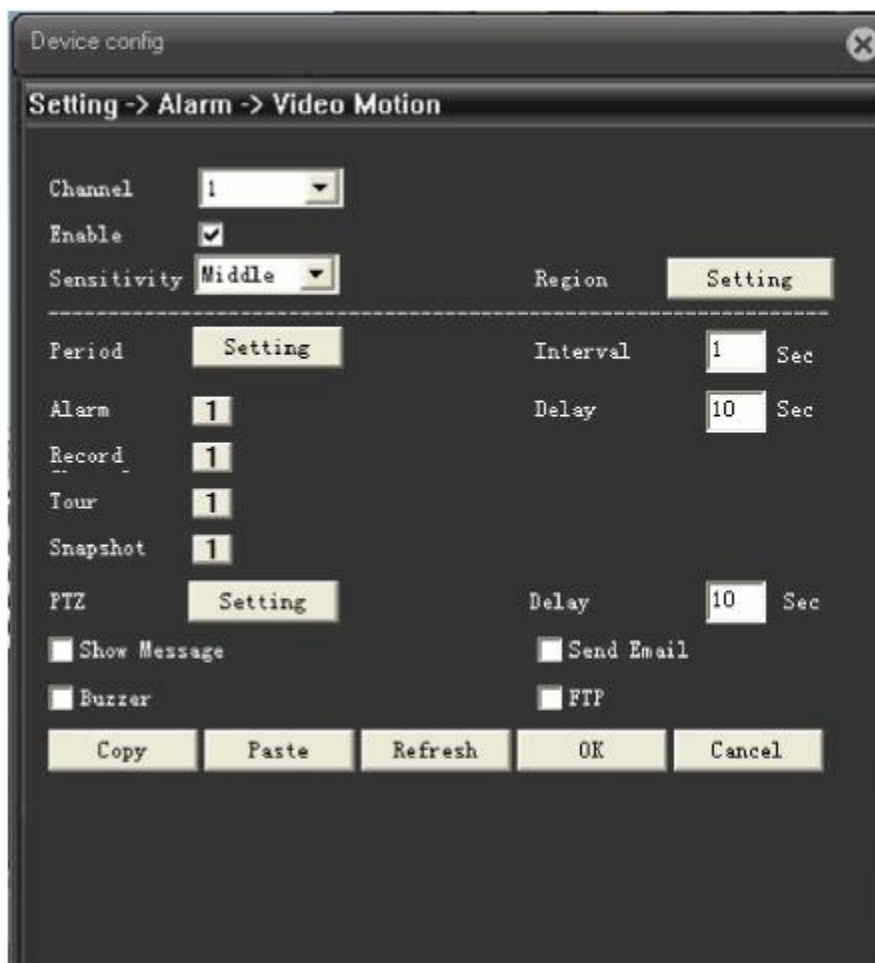 Device config
Setting -> Alarm -> Video Motion
Channel 1
Enable
Sensitivity Middle Region Setting
Period Setting Interval 1 Sec
Alarm 1 Delay 10 Sec
Record 1
Tour 1
Snapshot 1
PTZ Setting Delay 10 Sec
Show Message Send Email
Buzzer FTP
Copy Paste Refresh OK Cancel